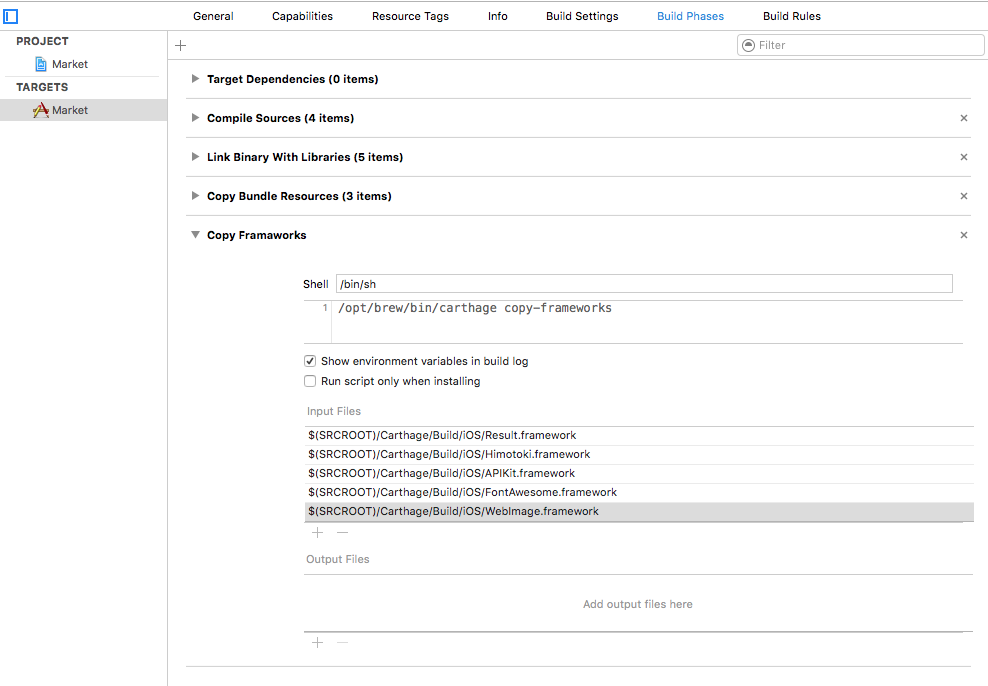 General Capabilities Resource Tags Info Build Settings Build Phases Build Rules
PROJECT
Market
TARGETS
Market
Filter
Target Dependencies (0 items)
Compile Sources (4 items)
Link Binary With Libraries (5 items)
Copy Bundle Resources (3 items)
Copy Framaworks
Shell /bin/sh
1 /opt/brew/bin/carthage copy-frameworks
Show environment variables in build log
Run script only when installing
Input Files
$(SRCROOT)/Carthage/Build/iOS/Result.framework
$(SRCROOT)/Carthage/Build/iOS/Himotoki.framework
$(SRCROOT)/Carthage/Build/iOS/APIKit.framework
$(SRCROOT)/Carthage/Build/iOS/FontAwesome.framework
$(SRCROOT)/Carthage/Build/iOS/WebImage.framework
Output Files
Add output files here